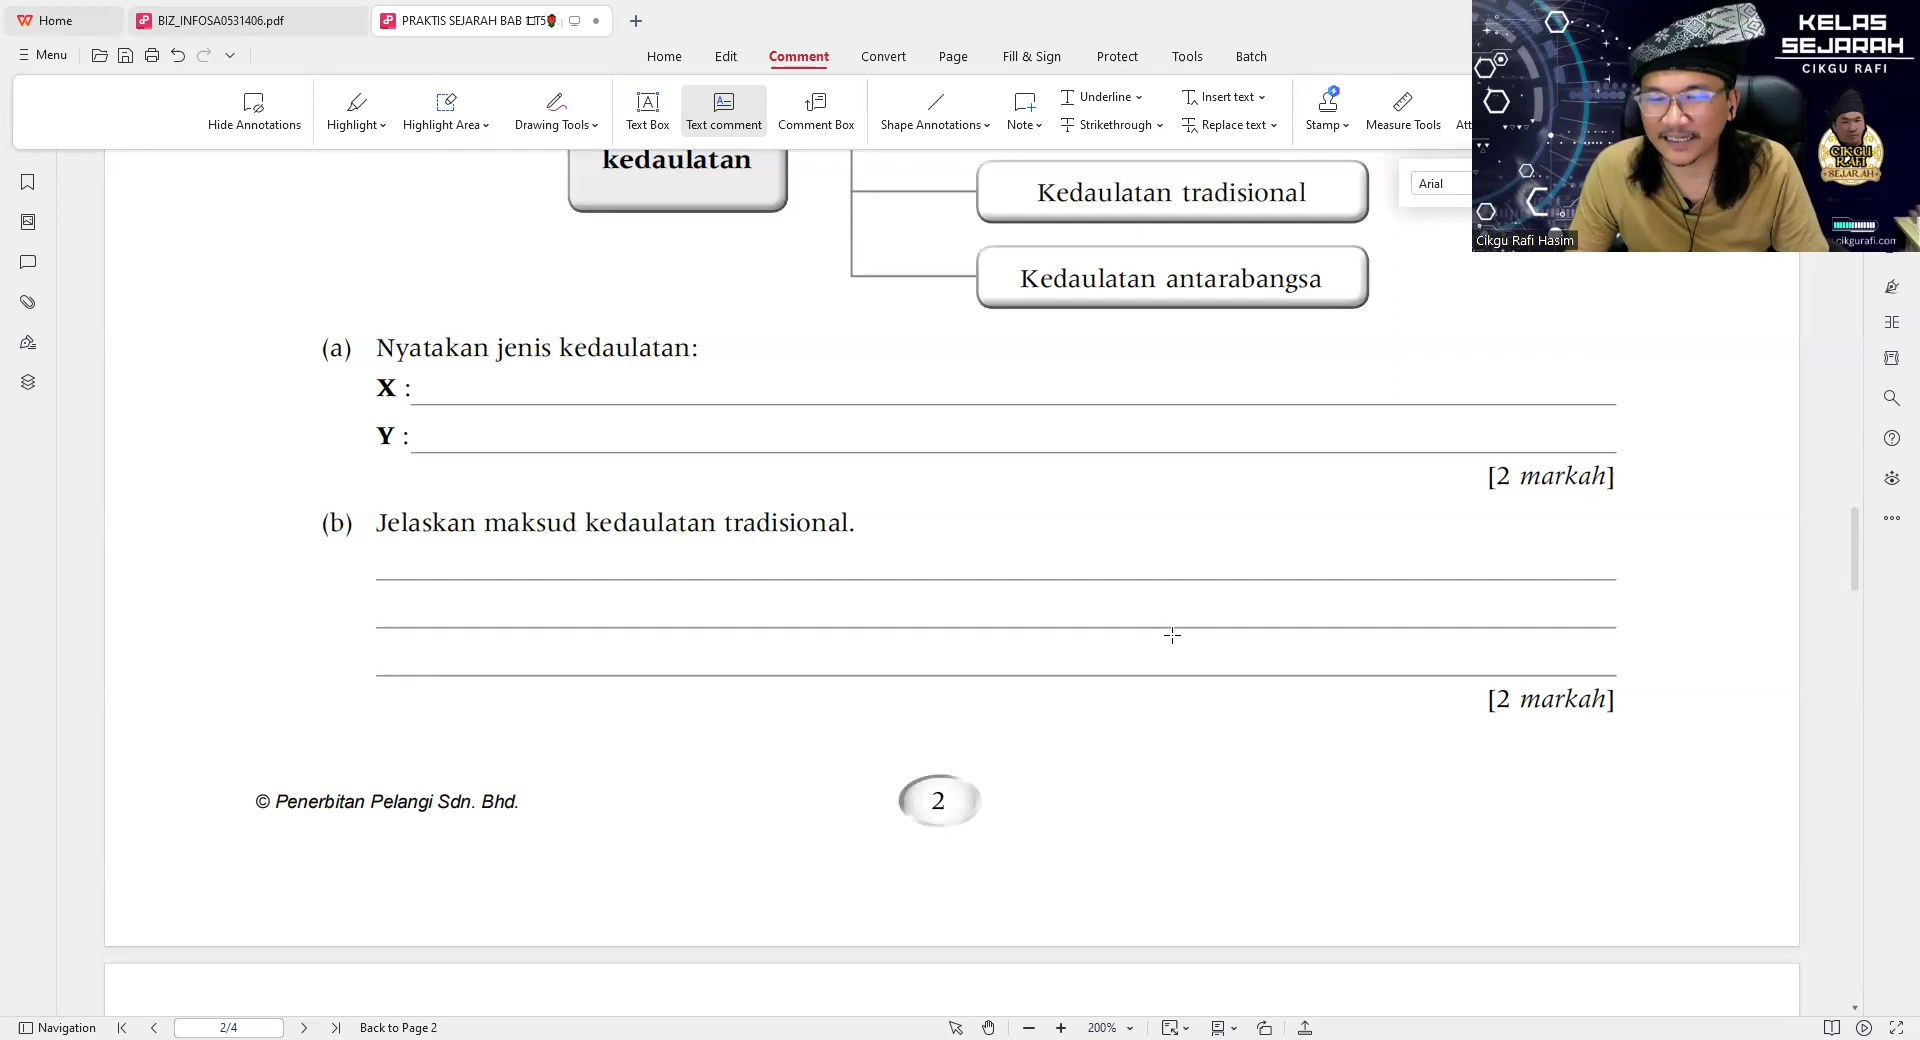 Home
BIZ_INFOSA0531406.pdf
KELAS
SEJARAH
CIKGU RAFI
Menu
Home Edit Comment Convert Page Fill & Sign Protect Tools Batch
Hide Annotations
Highlight
Highlight Area
Drawing Tools
Text Box
Text comment
Comment Box
Shape Annotations
Note
Underline
Strikethrough
Insert text
Replace text
Stamp
Measure Tools
Att
CIKGU
RAFI
SEJARAH
kedaulatan
Arial
Kedaulatan tradisional
Cikgu Rafi Hasim
cikgurafi.com
Kedaulatan antarabangsa
(a) Nyatakan jenis kedaulatan:
X :
Y :
[2 markah]
(b) Jelaskan maksud kedaulatan tradisional.
[2 markah]
© Penerbitan Pelangi Sdn. Bhd.
2
Navigation
2/4
Back to Page 2
200%